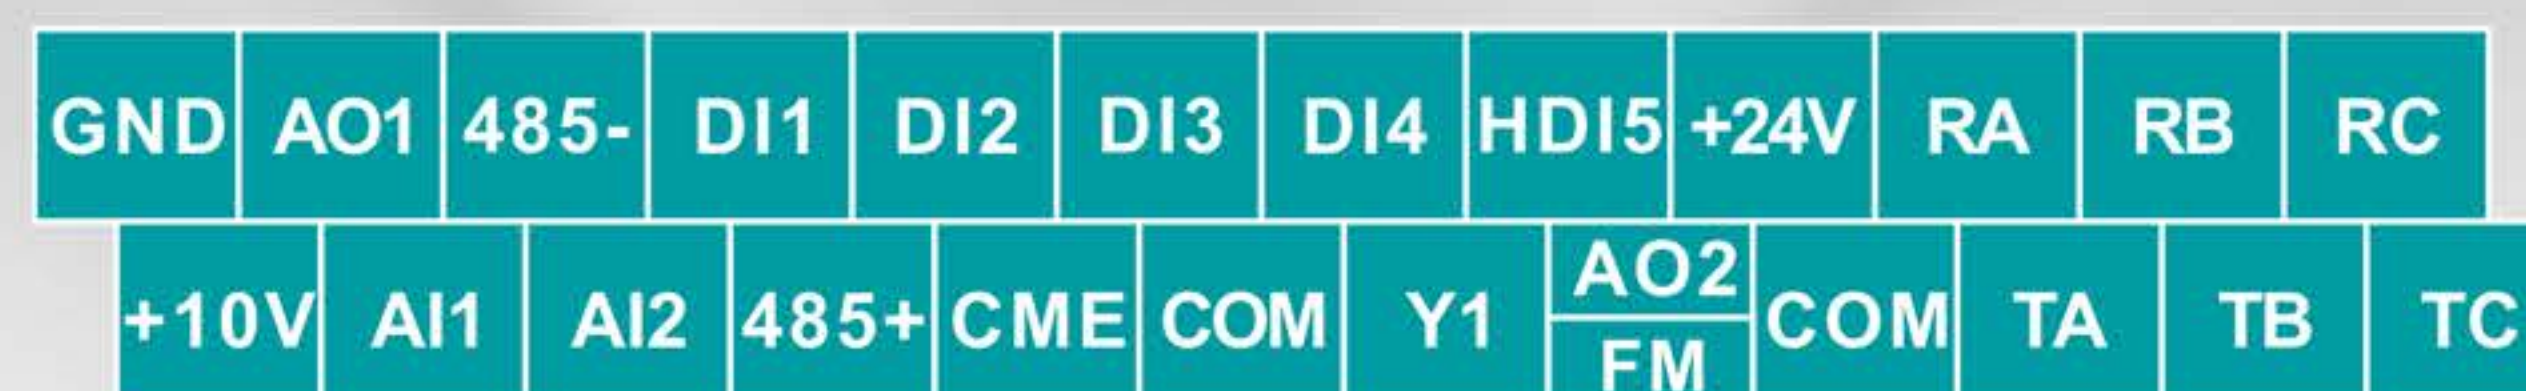 GND AO1 485- DI1 DI2 DI3 DI4 HDI5 +24V RA RB RC
+10V AI1 AI2 485+ CME COM Y1 AO2 COM TA TB TC
FM